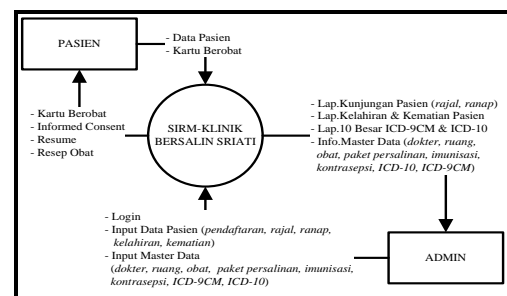 PASIEN
- Data Pasien
- Kartu Berobat
- Kartu Berobat
- Informed Consent
- Resume
- Resep Obat
SIRM-KLINIK
BERSALIN SRIATI
- Lap.Kunjungan Pasien (rajal, ranap)
- Lap.Kelahiran & Kematian Pasien
- Lap.10 Besar ICD-9CM & ICD-10
- Info.Master Data (dokter, ruang,
obat, paket persalinan, imunisasi,
kontrasepsi, ICD-10, ICD-9CM)
- Login
- Input Data Pasien (pendaftaran, rajal, ranap,
kelahiran, kematian)
- Input Master Data
(dokter, ruang, obat, paket persalinan, imunisasi,
kontrasepsi, ICD-9CM, ICD-10)
ADMIN